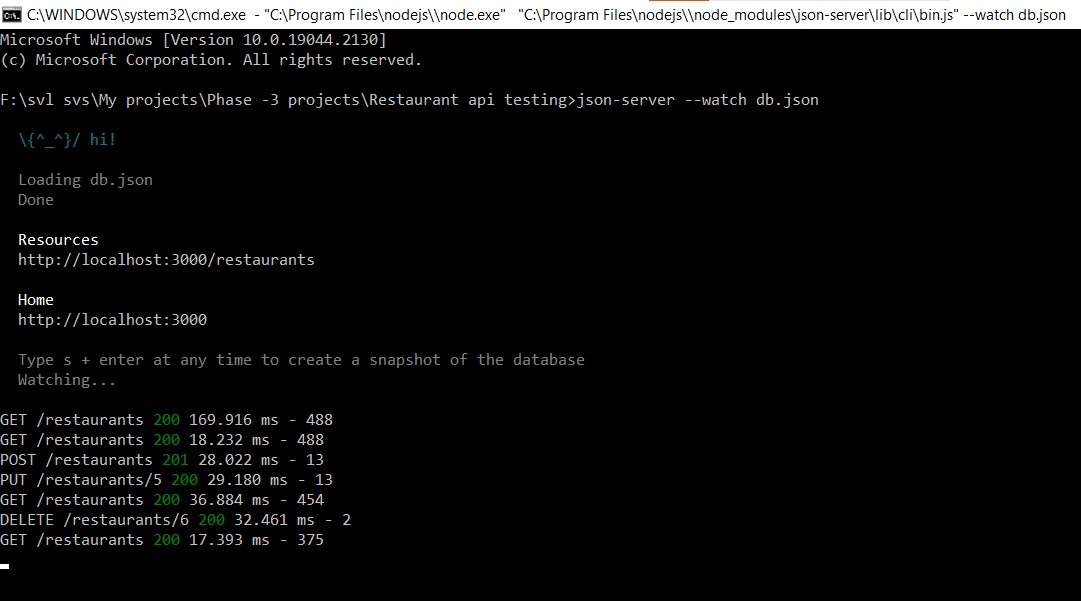 C:\WINDOWS\system32\cmd.exe - "C:\Program Files\nodejs\\node.exe" "C:\Program Files\nodejs\\node_modules\json-server\lib\cli\bin.js" --watch db.json
Microsoft Windows [Version 10.0.19044.2130]
(c) Microsoft Corporation. All rights reserved.
F:\svl svs\My projects\Phase -3 projects\Restaurant api testing>json-server --watch db.json
\{^_^}/ hi!
Loading db.json
Done
Resources
http://localhost:3000/restaurants
Home
http://localhost:3000
Type s + enter at any time to create a snapshot of the database
Watching...
GET /restaurants 200 169.916 ms - 488
GET /restaurants 200 18.232 ms - 488
POST /restaurants 201 28.022 ms - 13
PUT /restaurants/5 200 29.180 ms - 13
GET /restaurants 200 36.884 ms - 454
DELETE /restaurants/6 200 32.461 ms - 2
GET /restaurants 200 17.393 ms - 375